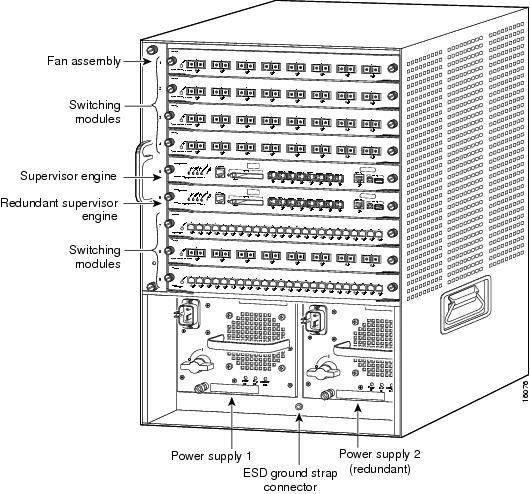 Fan assembly
Switching
modules
Supervisor engine
Redundant supervisor
engine
Switching
modules
Power supply 1
ESD ground strap
connector
Power supply 2
(redundant)
16076